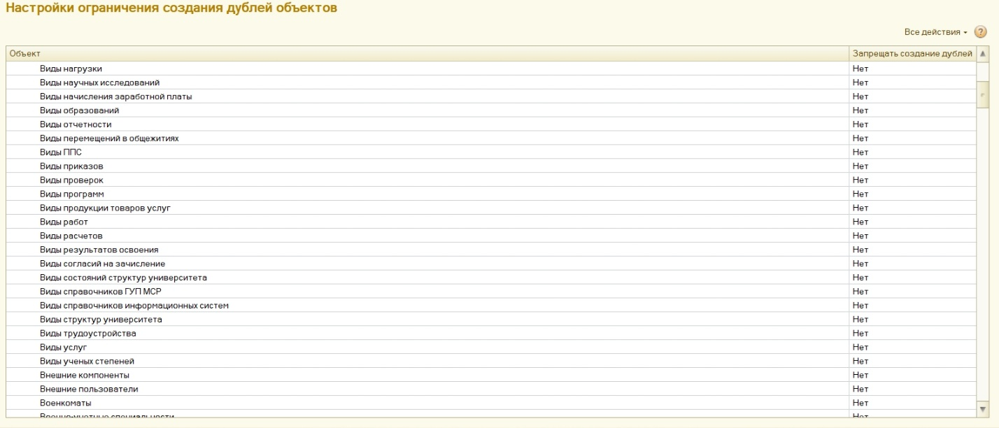 Настройки ограничения создания дублей объектов
Все действия
Объект Запрещать создание дублей
Виды нагрузки Нет
Виды научных исследований Нет
Виды начисления заработной платы Нет
Виды образований Нет
Виды отчетности Нет
Виды перемещений в общежитиях Нет
Виды ППС Нет
Виды приказов Нет
Виды проверок Нет
Виды программ Нет
Виды продукции товаров услуг Нет
Виды работ Нет
Виды расчетов Нет
Виды результатов освоения Нет
Виды согласий на зачисление Нет
Виды состояний структур университета Нет
Виды справочников ГУП МСР Нет
Виды справочников информационных систем Нет
Виды структур университета Нет
Виды трудоустройства Нет
Виды услуг Нет
Виды ученых степеней Нет
Внешние компоненты Нет
Внешние пользователи Нет
Военкоматы Нет
Военно-учетные специальности Нет